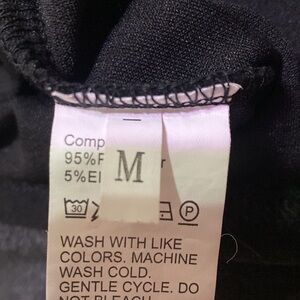 Comp
95%F M r
5%El
30 P
WASH WITH LIKE
COLORS. MACHINE
WASH COLD.
GENTLE CYCLE. DO
NOT BLEACH